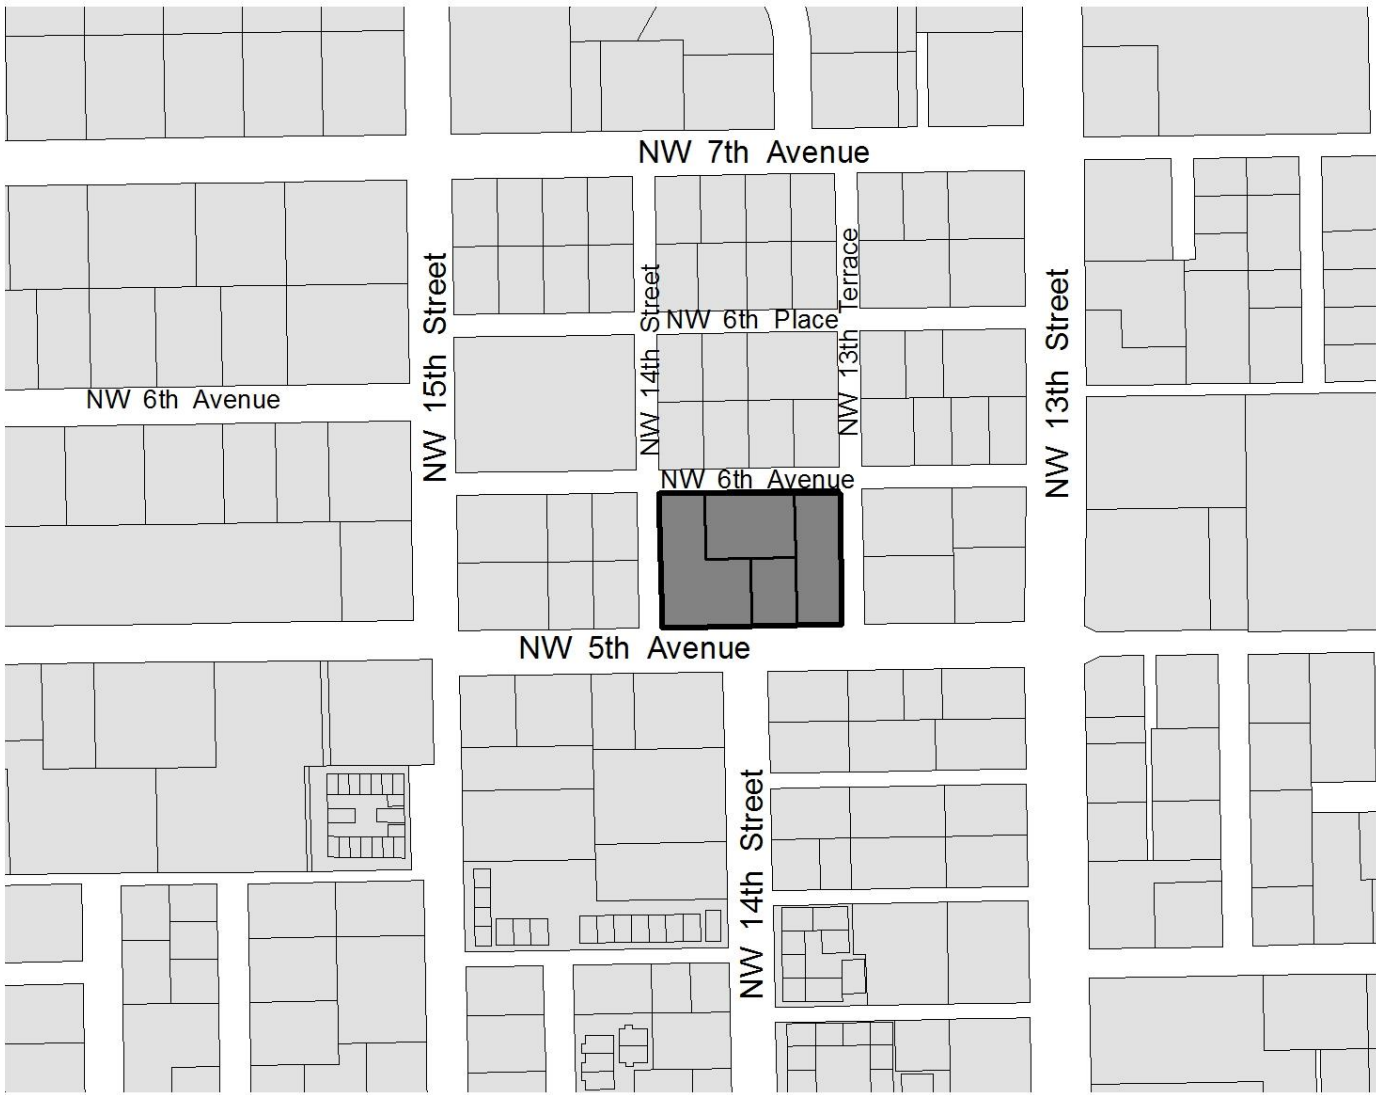 NW 7th Avenue
NW 15th Street
NW 14th Street
NW 13th Terrace
NW 13th Street
NW 6th Place
NW 6th Avenue
NW 6th Avenue
NW 5th Avenue
NW 14th Street